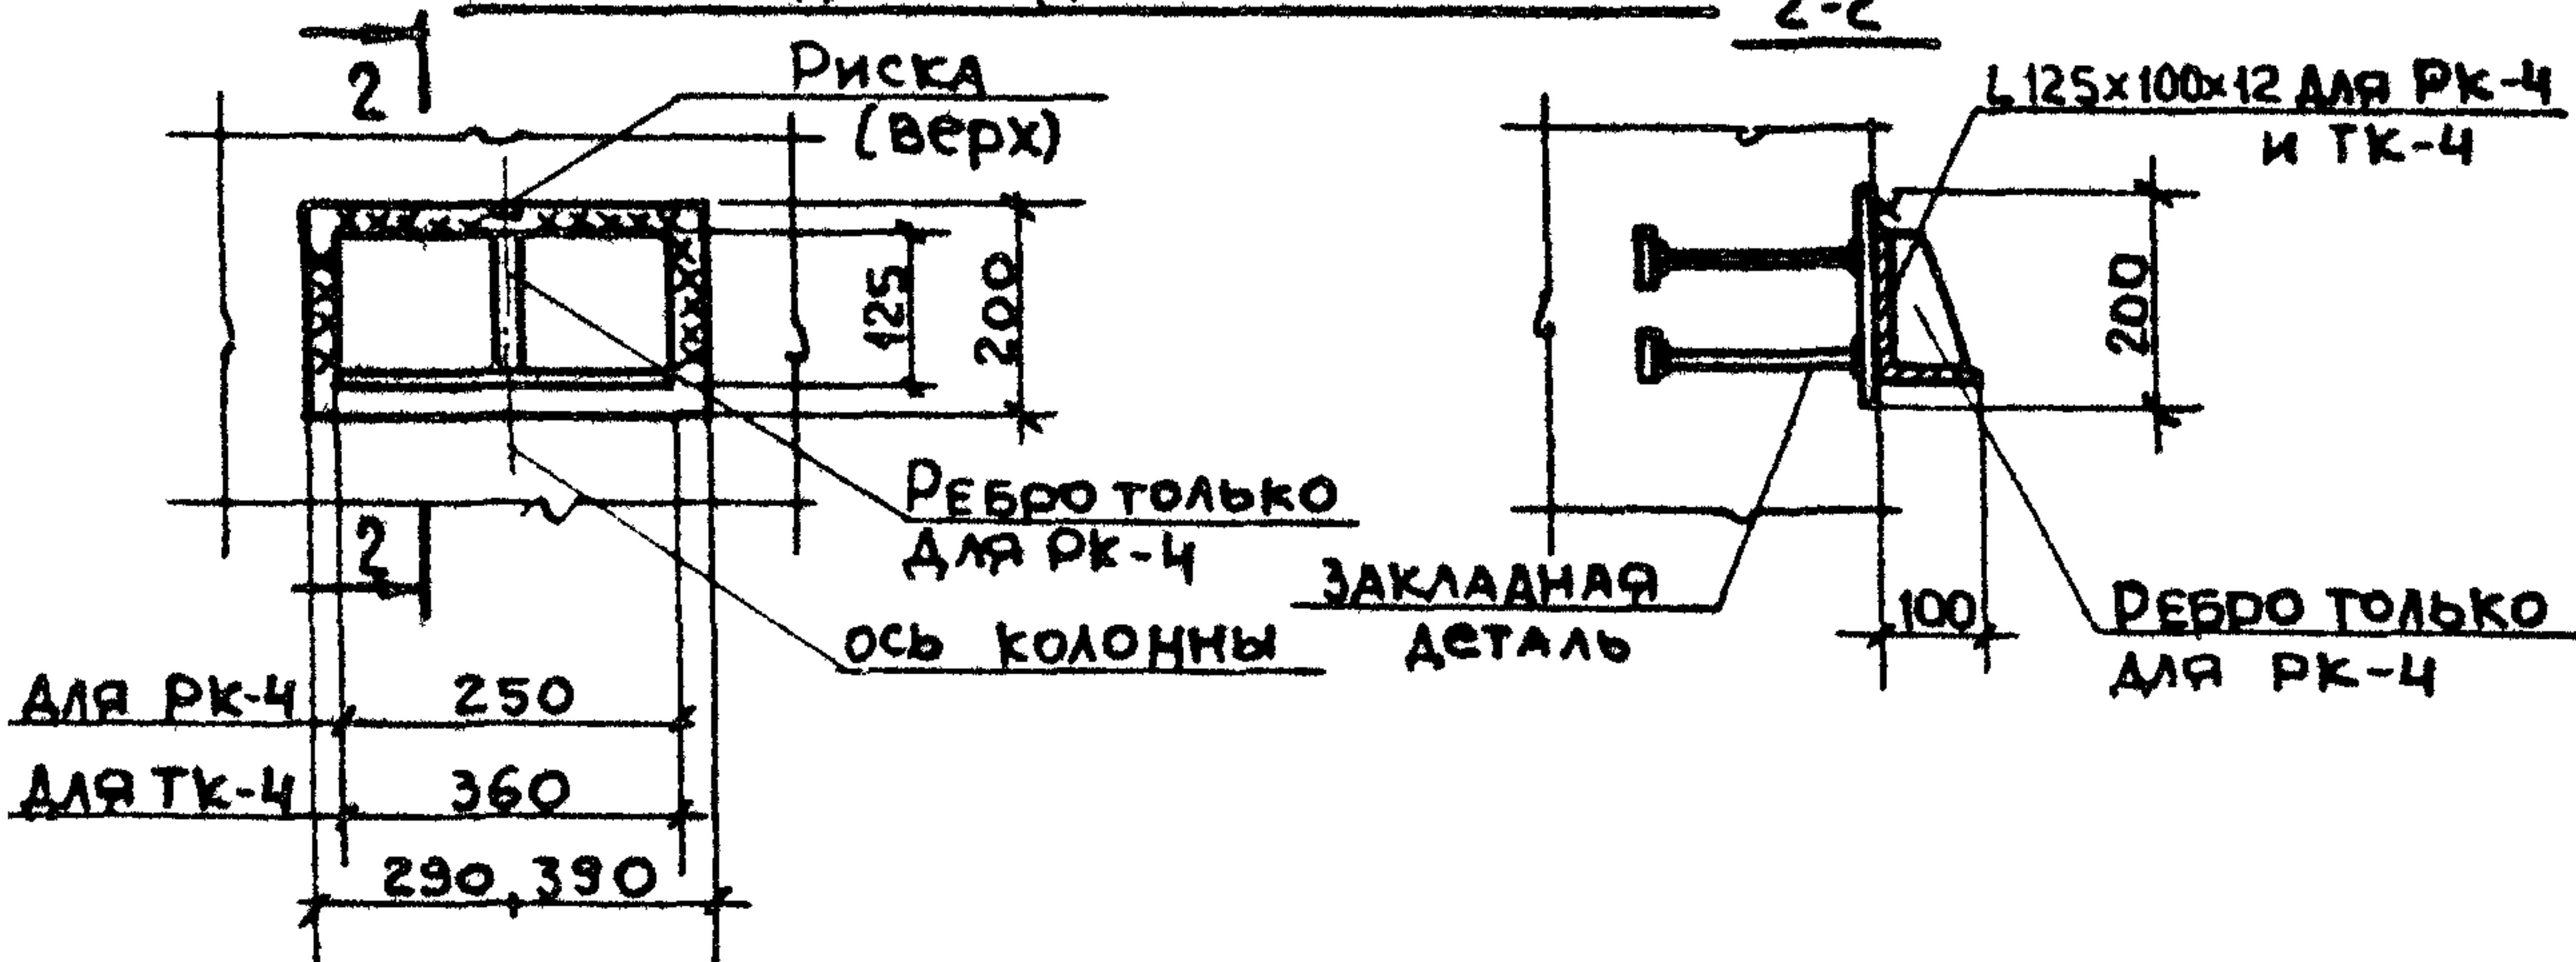 2-2
2
Риска
(верх)
L 125х100х12 для РК-4
и ТК-4
125
200
200
Ребро только
для РК-4
2
Закладная
деталь
100
Ребро только
для РК-4
ось колонны
для РК-4 250
для ТК-4 360
290, 390